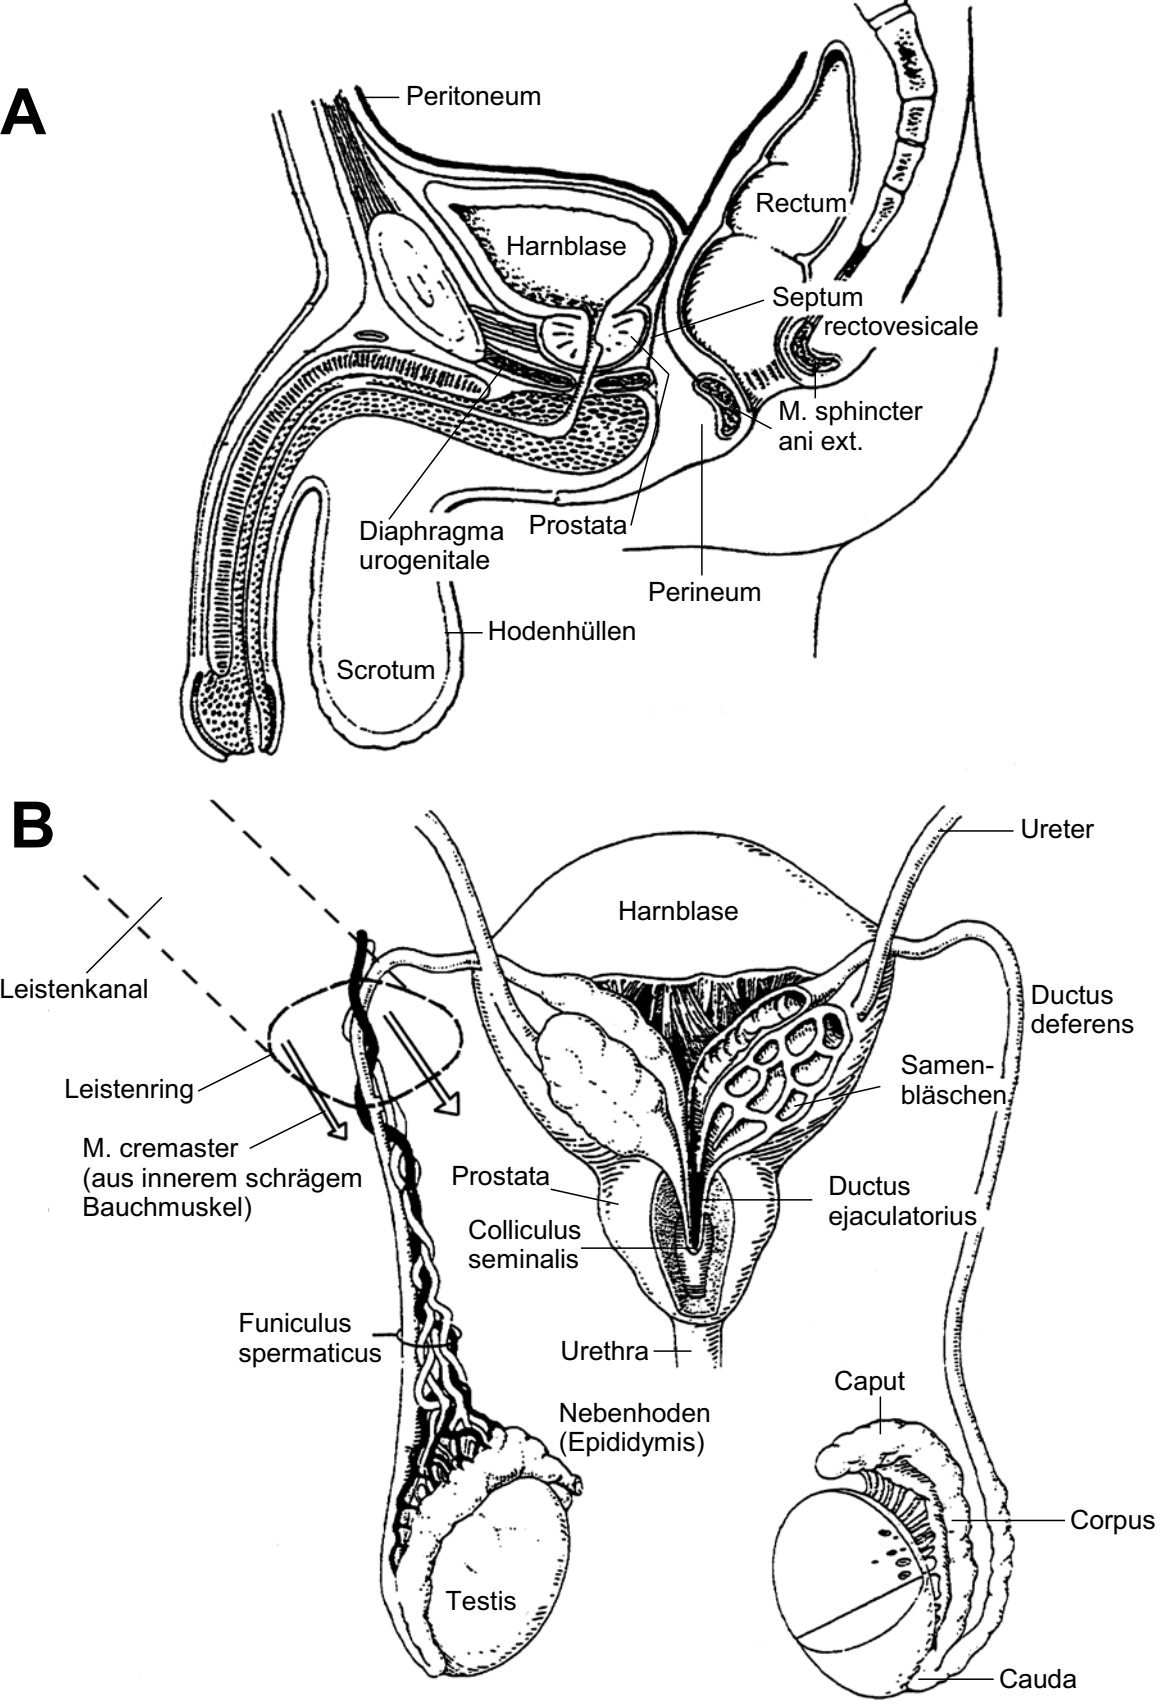 A
Peritoneum
Rectum
Harnblase
Septum
rectovesicale
M. sphincter
ani ext.
Diaphragma
urogenitale
Prostata
Perineum
Hodenhüllen
Scrotum
B
Ureter
Harnblase
Leistenkanal
Ductus
deferens
Leistenring
Samen-
bläschen
M. cremaster
(aus innerem schrägem
Bauchmuskel)
Prostata
Ductus
ejaculatorius
Colliculus
seminalis
Funiculus
spermaticus
Urethra
Caput
Nebenhoden
(Epididymis)
Corpus
Testis
Cauda